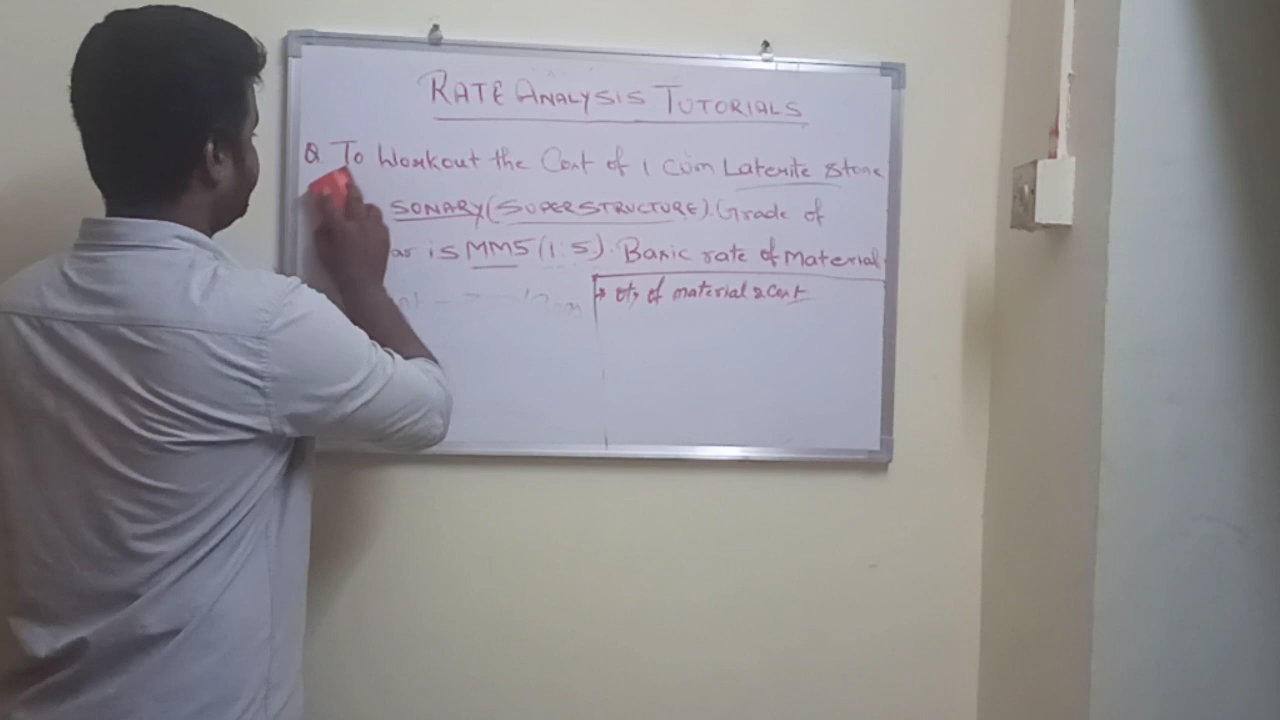 RATE ANALYSIS TUTORIALS
Q To Workout the Cost of 1 Cum Laterite Stone
SONARY(SUPERSTRUCTURE). Grade of
ar is MM5 (1:5). Basic rate of Material
→ Qty of material & Cost